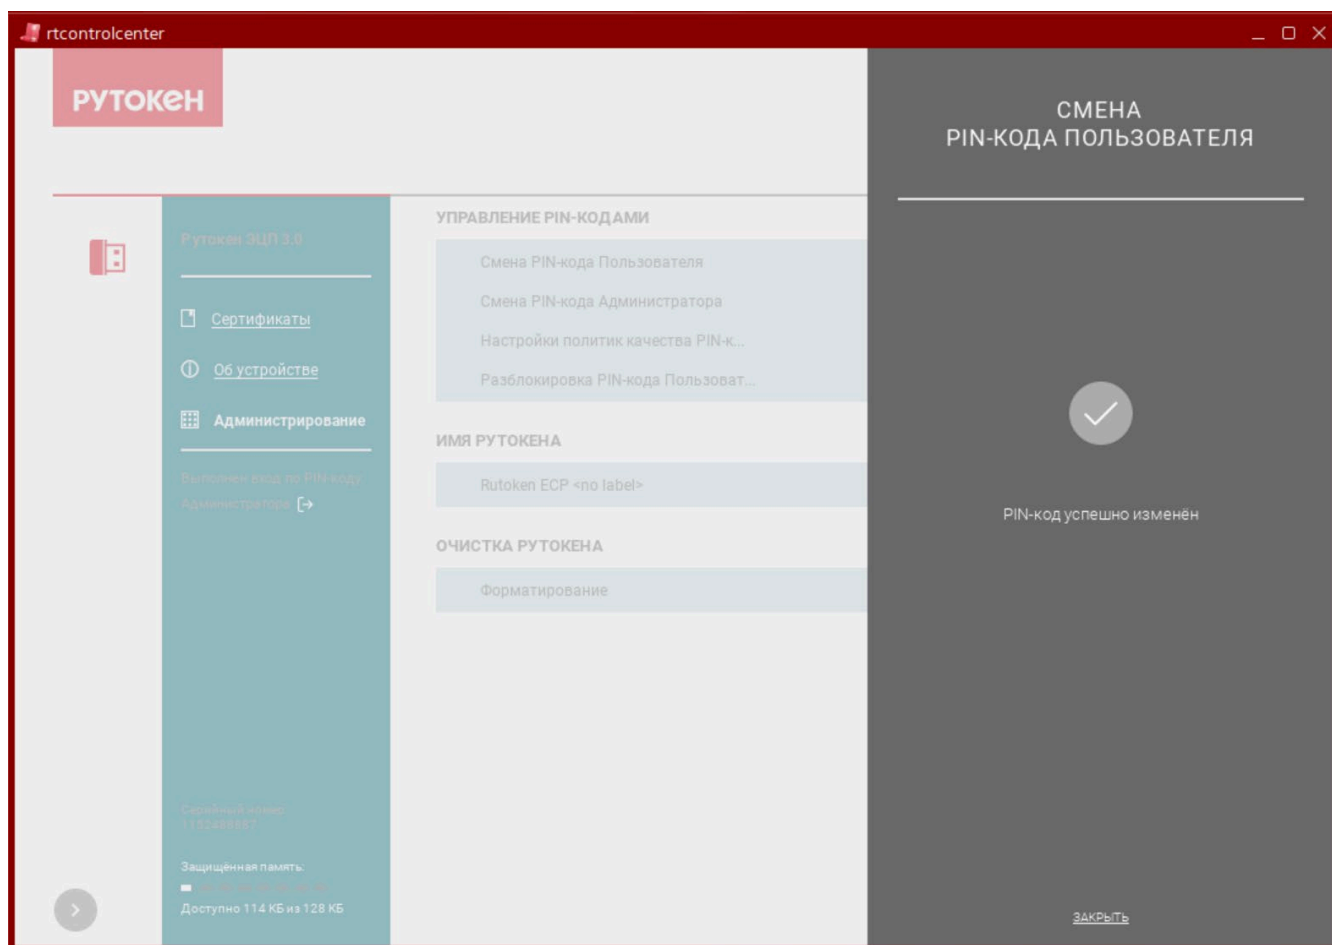 rtcontrolcenter
РУТОКЕН
Рутокен ЭЦП 3.0
Сертификаты
Об устройстве
Администрирование
Выполнен вход по PIN-коду
Администратора
Серийный номер:
Защищённая память:
Доступно 114 КБ из 128 КБ
УПРАВЛЕНИЕ PIN-КОДАМИ
Смена PIN-кода Пользователя
Смена PIN-кода Администратора
Настройки политик качества PIN-к...
Разблокировка PIN-кода Пользоват...
ИМЯ РУТОКЕНА
Rutoken ECP <no label>
ОЧИСТКА РУТОКЕНА
Форматирование
СМЕНА
PIN-КОДА ПОЛЬЗОВАТЕЛЯ
PIN-код успешно изменён
ЗАКРЫТЬ